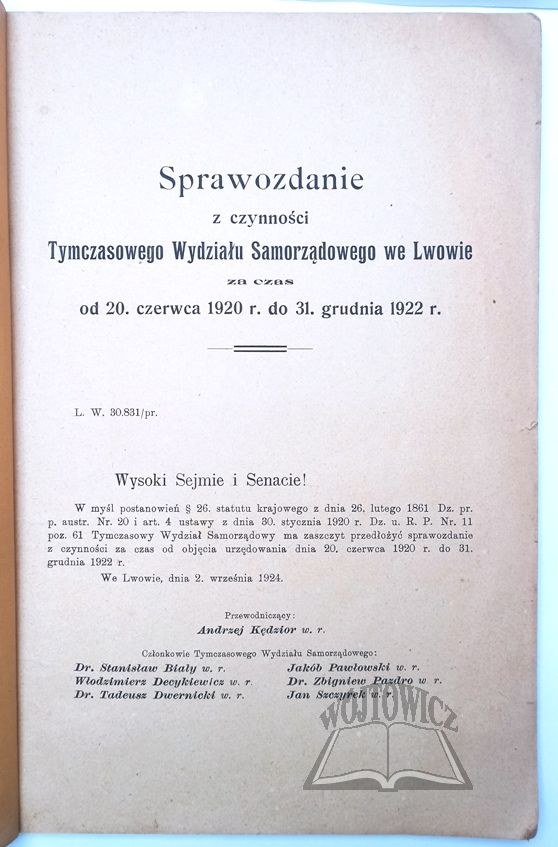 Sprawozdanie
z czynności
Tymczasowego Wydziału Samorządowego we Lwowie
za czas
od 20. czerwca 1920 r. do 31. grudnia 1922 r.
L. W. 30.831/pr.
Wysoki Sejmie i Senacie!
W myśl postanowień § 26. statutu krajowego z dnia 26. lutego 1861 Dz. pr.
p. austr. Nr. 20 i art. 4 ustawy z dnia 30. stycznia 1920 r. Dz. u. R. P. Nr. 11
poz. 61 Tymczasowy Wydział Samorządowy ma zaszczyt przedłożyć sprawozdanie
z czynności za czas od objęcia urzędowania dnia 20. czerwca 1920 r. do 31.
grudnia 1922 r.
We Lwowie, dnia 2. września 1924.
Przewodniczący:
Andrzej Kędzior w. r.
Członkowie Tymczasowego Wydziału Samorządowego:
Dr. Stanisław Biały w. r. Jakób Pawłowski w. r.
Włodzimierz Decykiewicz w. r. Dr. Zbigniew Pazdro w. r.
Dr. Tadeusz Dwernicki w. r. Jan Szczyrek w. r.
WÓJTOWICZ